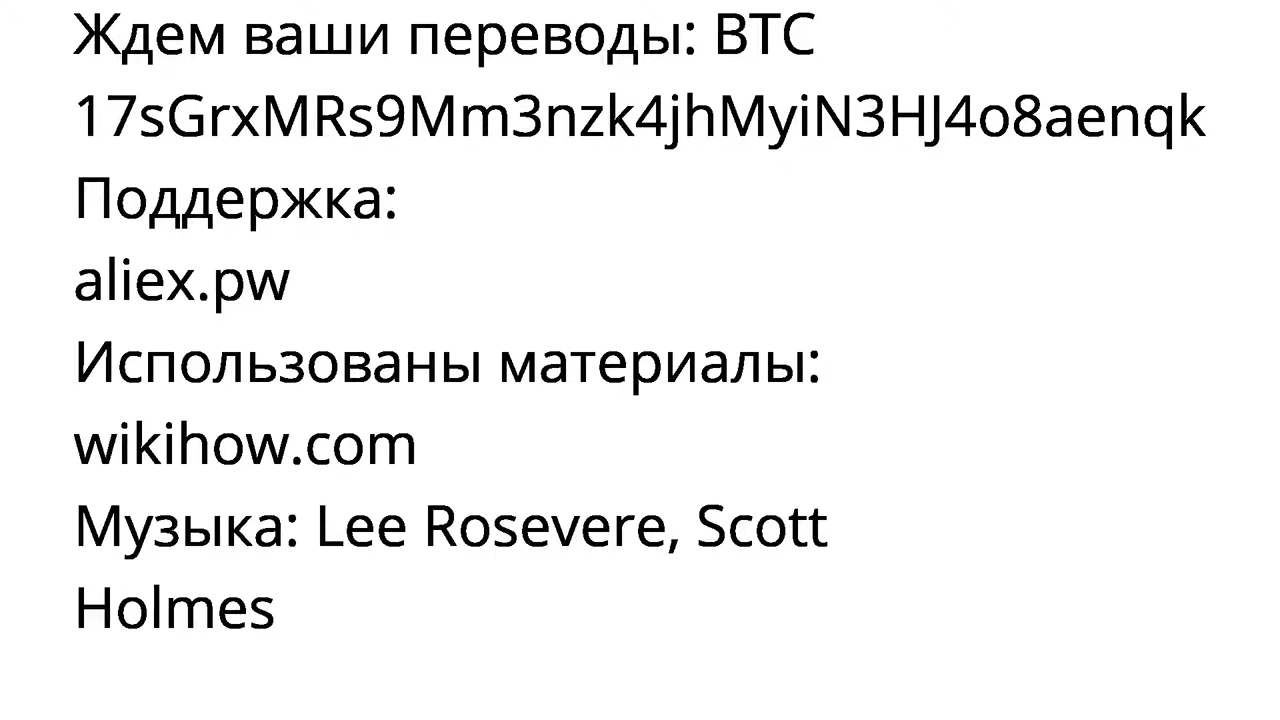 Ждем ваши переводы: BTC
17sGrxMRs9Mm3nzk4jhMyiN3HJ4o8aenqk
Поддержка:
aliex.pw
Использованы материалы:
wikihow.com
Музыка: Lee Rosevere, Scott
Holmes